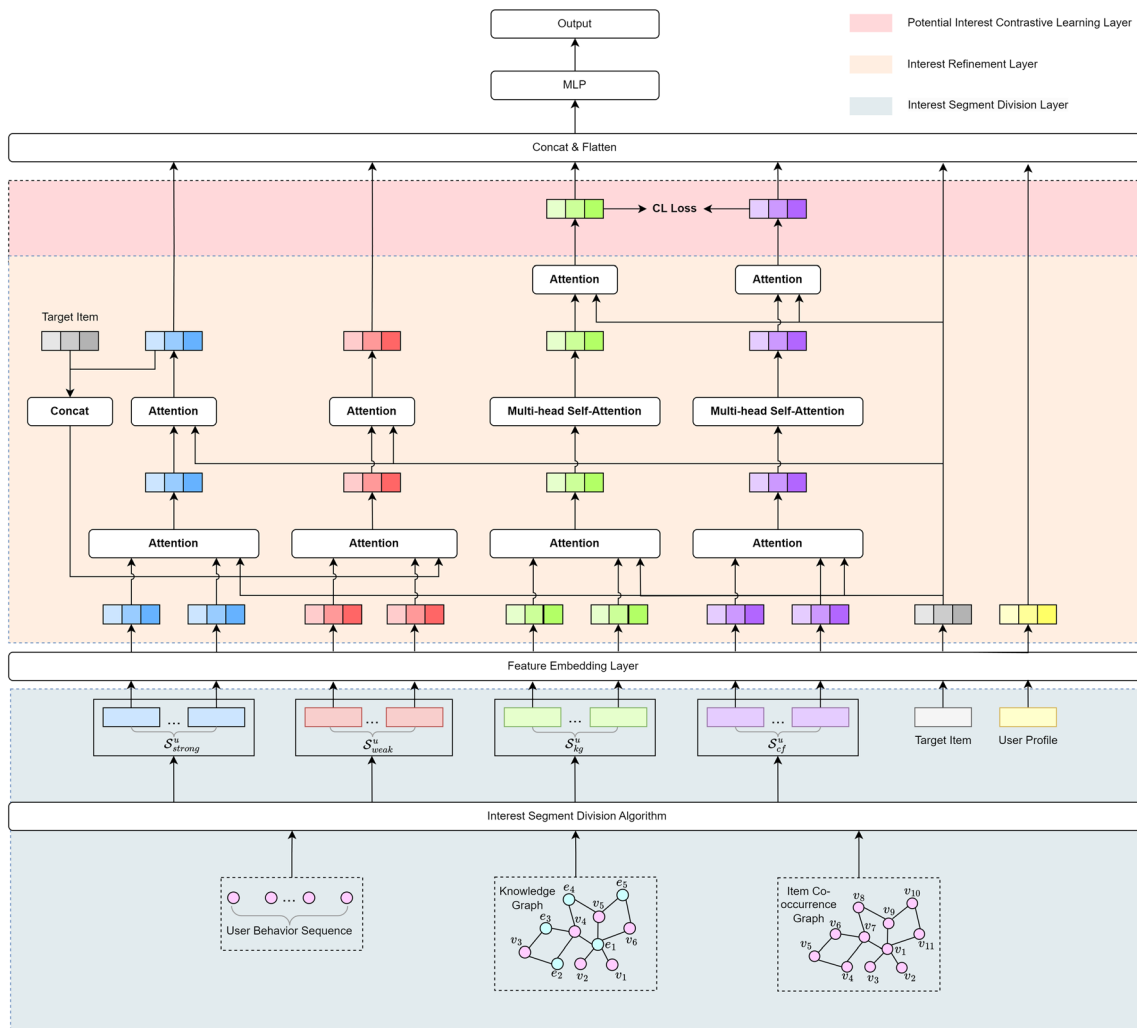 Output
Potential Interest Contrastive Learning Layer
Interest Refinement Layer
MLP
Interest Segment Division Layer
Concat & Flatten
CL Loss
Attention Attention
Target Item
Concat Attention Attention Multi-head Self-Attention Multi-head Self-Attention
Attention Attention Attention Attention
Feature Embedding Layer
... ... ... ...
𝒮ᵘ_strong 𝒮ᵘ_weak 𝒮ᵘ_kg 𝒮ᵘ_cf Target Item User Profile
Interest Segment Division Algorithm
... 
User Behavior Sequence
Knowledge
Graph
e₄ e₅
v₅
e₃ v₄
v₃ e₁ v₆
e₂ v₂ v₁
Item Co-
occurrence
Graph
v₈ v₁₀
v₉
v₆ v₇
v₅ v₁ v₁₁
v₄ v₃ v₂